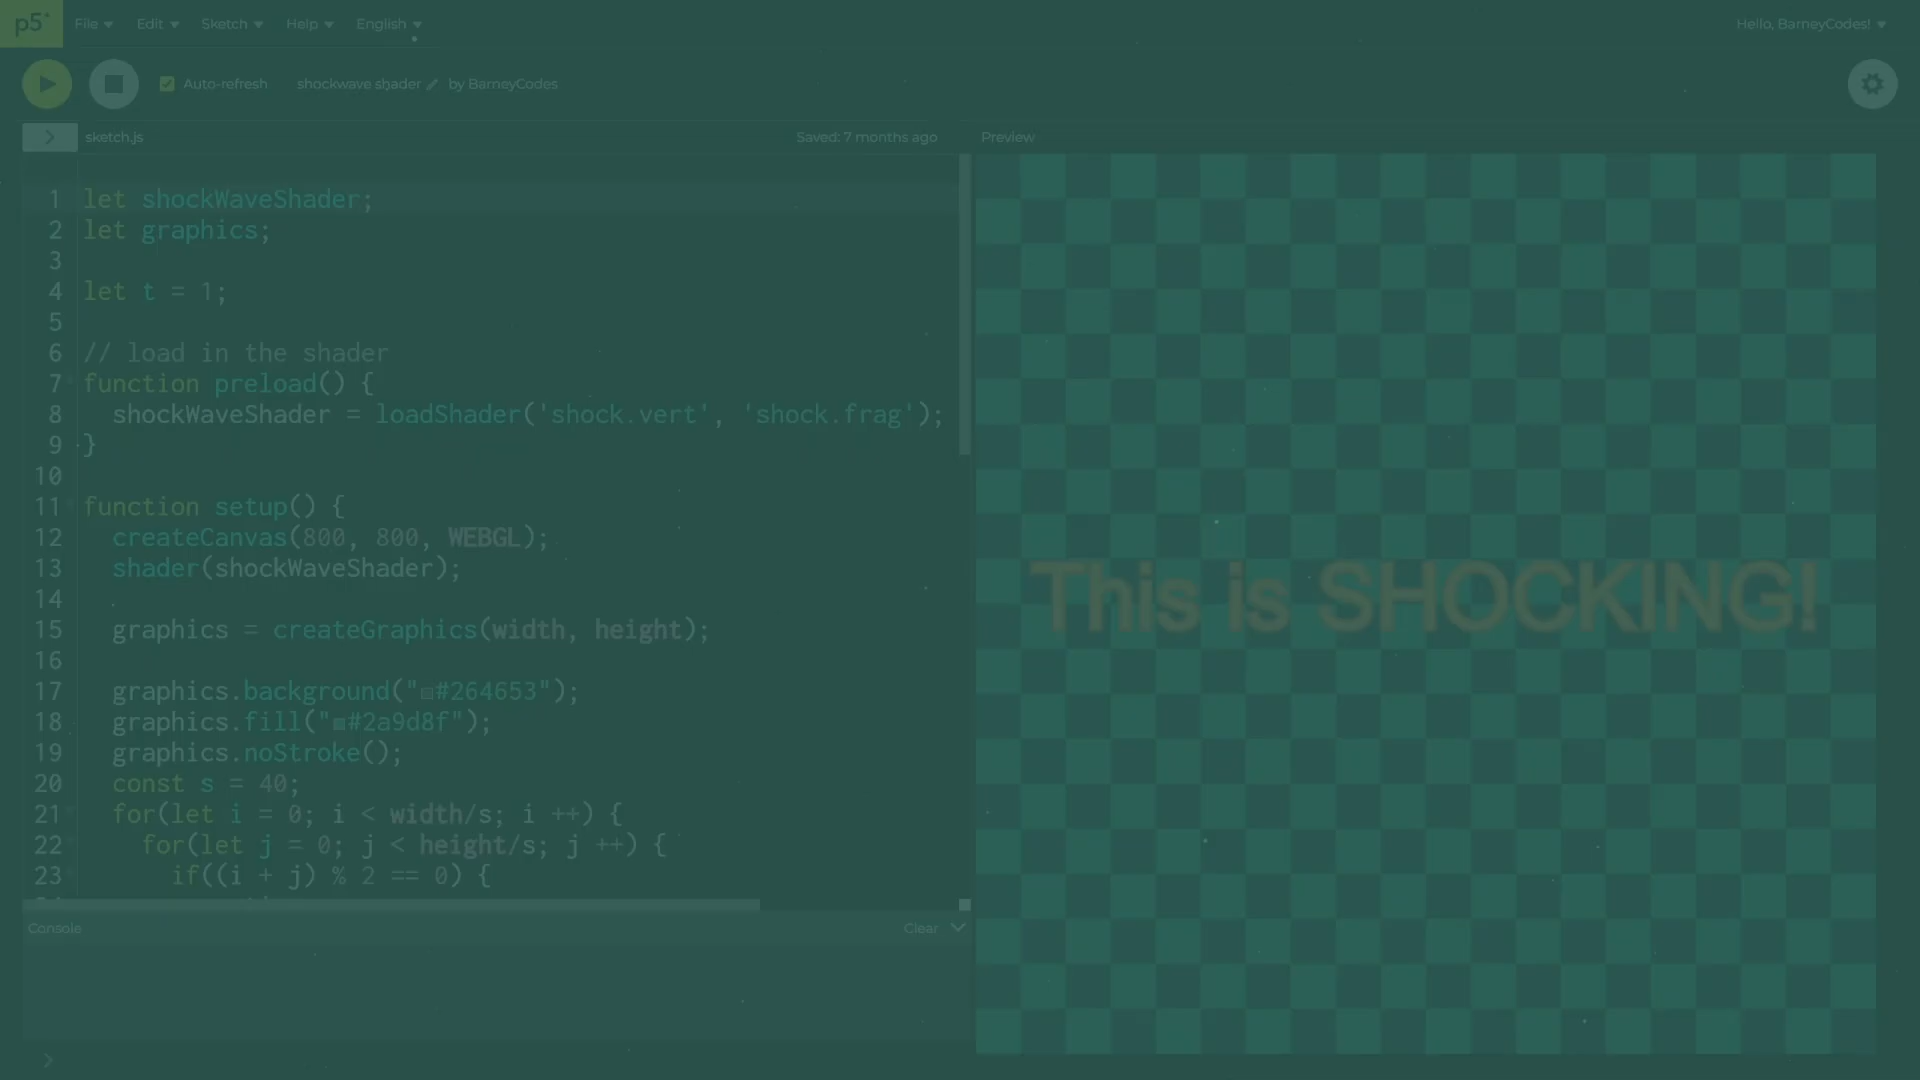 p5* File Edit Sketch Help English Hello, BarneyCodes!
Auto-refresh shockwave shader by BarneyCodes
sketch.js Saved: 7 months ago Preview
1 let shockWaveShader;
2 let graphics;
3
4 let t = 1;
5
6 // load in the shader
7 function preload() {
8 shockWaveShader = loadShader('shock.vert', 'shock.frag');
9 }
10
11 function setup() {
12 createCanvas(800, 800, WEBGL);
13 shader(shockWaveShader);
14
15 graphics = createGraphics(width, height);
16
17 graphics.background("#264653");
18 graphics.fill("#2a9d8f");
19 graphics.noStroke();
20 const s = 40;
21 for(let i = 0; i < width/s; i ++) {
22 for(let j = 0; j < height/s; j ++) {
23 if((i + j) % 2 == 0) {
Console Clear
This is SHOCKING!